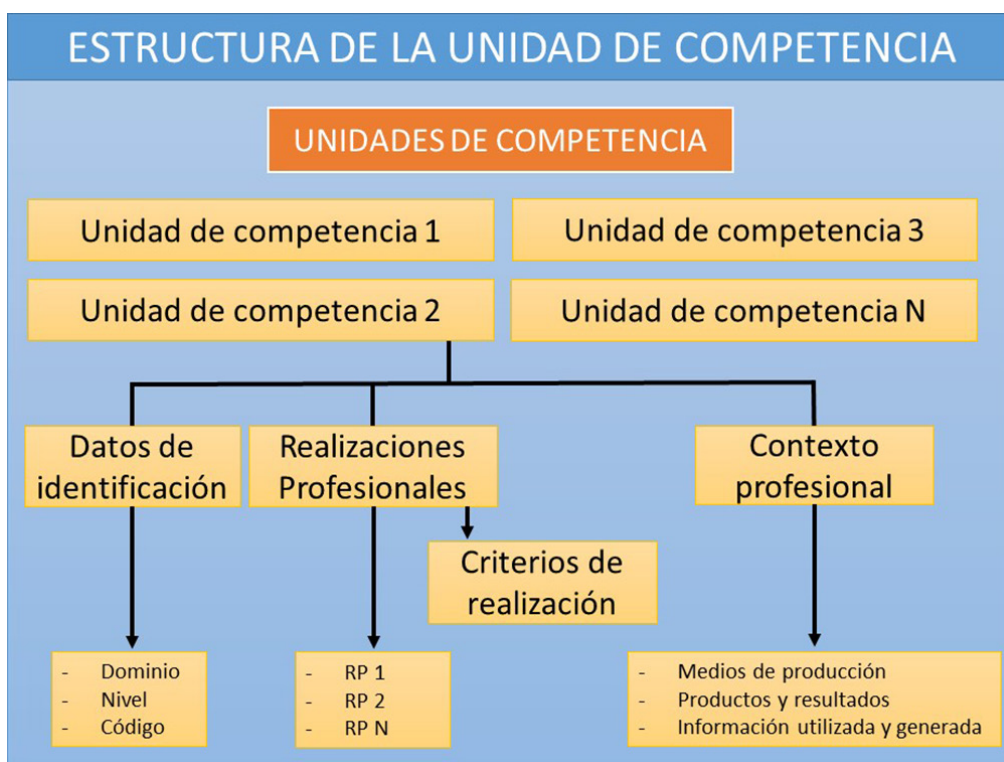 ESTRUCTURA DE LA UNIDAD DE COMPETENCIA
UNIDADES DE COMPETENCIA
Unidad de competencia 1
Unidad de competencia 3
Unidad de competencia 2
Unidad de competencia N
Datos de
identificación
Realizaciones
Profesionales
Contexto
profesional
Criterios de
realización
- Dominio
- Nivel
- Código
- RP 1
- RP 2
- RP N
- Medios de producción
- Productos y resultados
- Información utilizada y generada